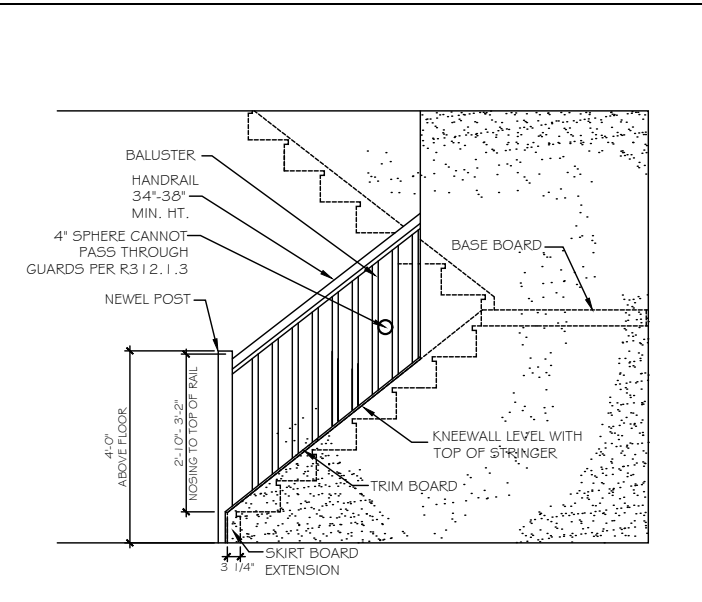 BALUSTER
HANDRAIL
34"-38"
MIN. HT.
4" SPHERE CANNOT
PASS THROUGH
GUARDS PER R312.1.3
BASE BOARD
NEWEL POST
4'-0"
ABOVE FLOOR
2'-10"- 3'-2"
NOSING TO TOP OF RAIL
KNEEWALL LEVEL WITH
TOP OF STRINGER
TRIM BOARD
SKIRT BOARD
EXTENSION
3 1/4"